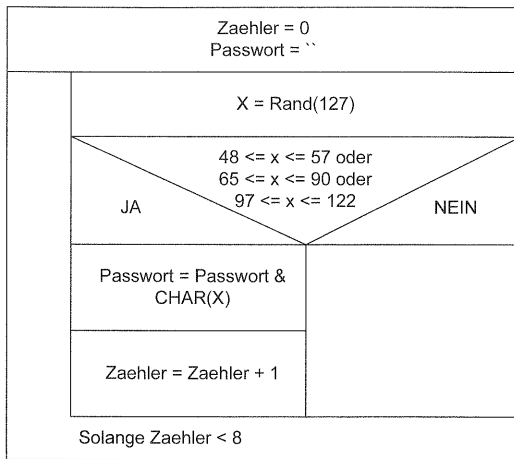 Zaehler = 0
Passwort = ``
X = Rand(127)
48 <= x <= 57 oder
65 <= x <= 90 oder
97 <= x <= 122
JA
NEIN
Passwort = Passwort &
CHAR(X)
Zaehler = Zaehler + 1
Solange Zaehler < 8